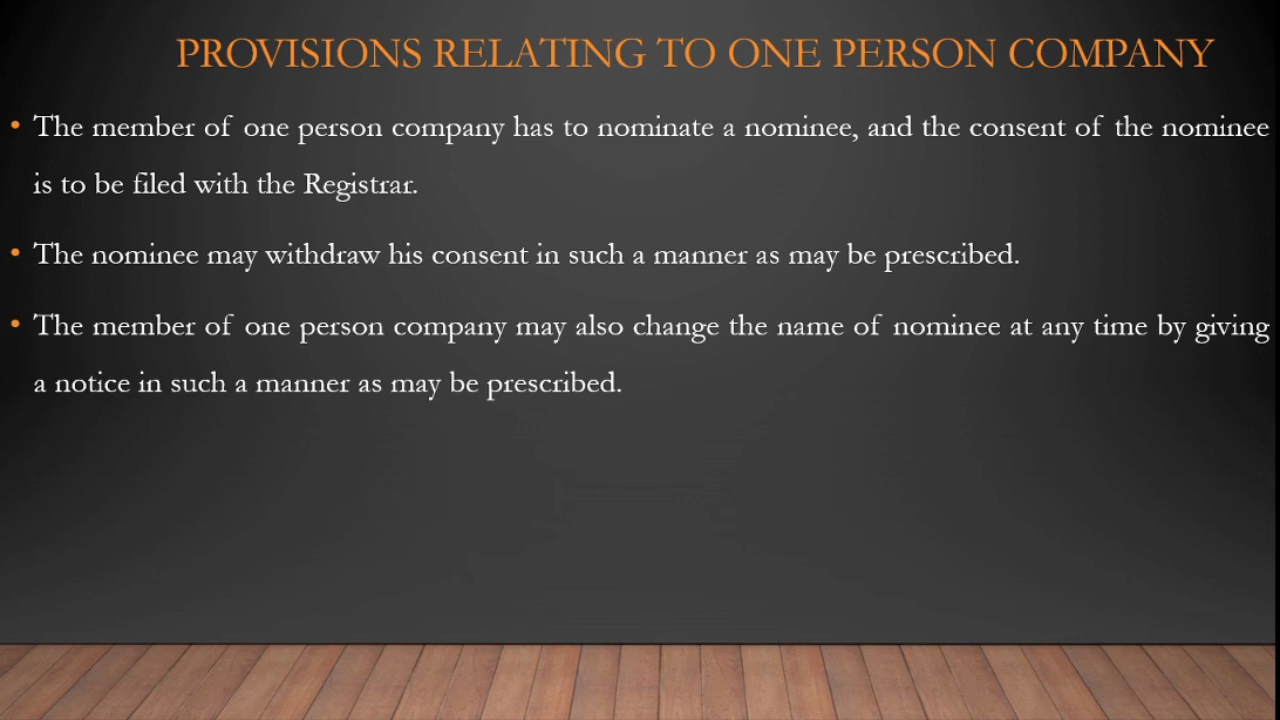 PROVISIONS RELATING TO ONE PERSON COMPANY
• The member of one person company has to nominate a nominee, and the consent of the nominee
is to be filed with the Registrar.
• The nominee may withdraw his consent in such a manner as may be prescribed.
• The member of one person company may also change the name of nominee at any time by giving
a notice in such a manner as may be prescribed.